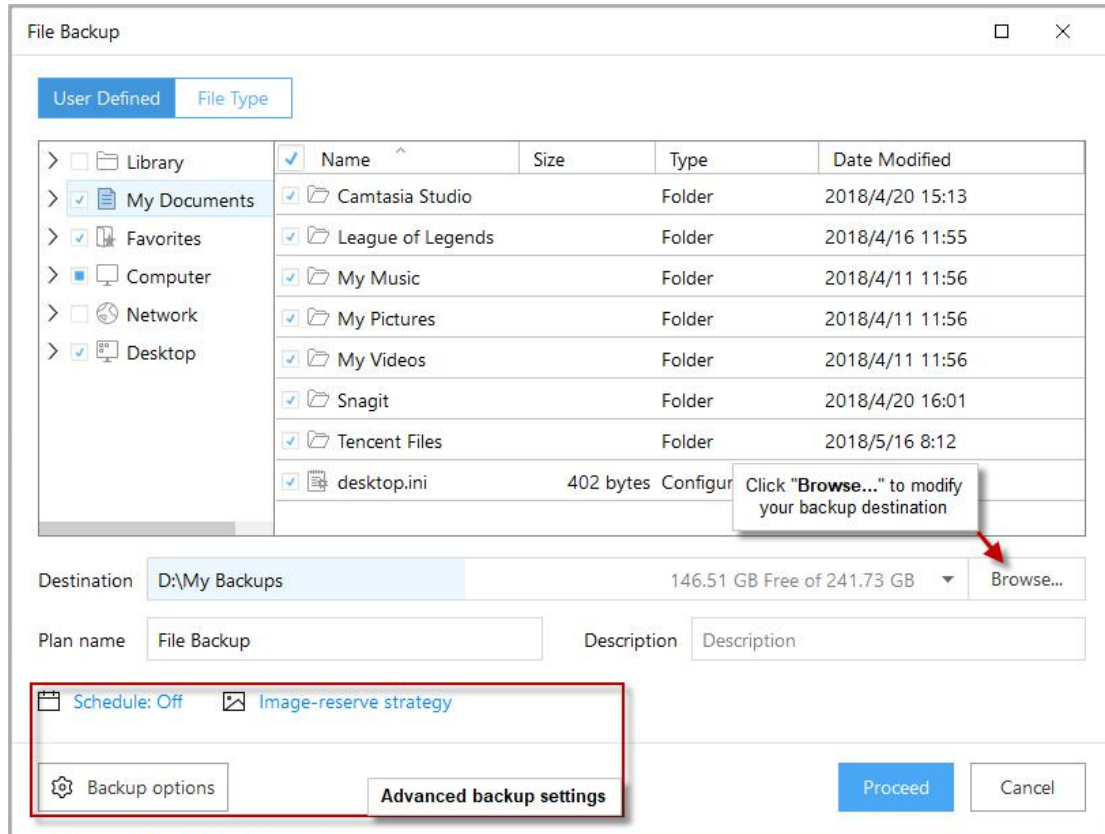 File Backup
User Defined File Type
Library
My Documents
Favorites
Computer
Network
Desktop
Name Size Type Date Modified
Camtasia Studio Folder 2018/4/20 15:13
League of Legends Folder 2018/4/16 11:55
My Music Folder 2018/4/11 11:56
My Pictures Folder 2018/4/11 11:56
My Videos Folder 2018/4/11 11:56
Snagit Folder 2018/4/20 16:01
Tencent Files Folder 2018/5/16 8:12
desktop.ini 402 bytes Configur
Click "Browse..." to modify
your backup destination
Destination D:\My Backups 146.51 GB Free of 241.73 GB Browse...
Plan name File Backup Description Description
Schedule: Off Image-reserve strategy
Backup options Advanced backup settings Proceed Cancel